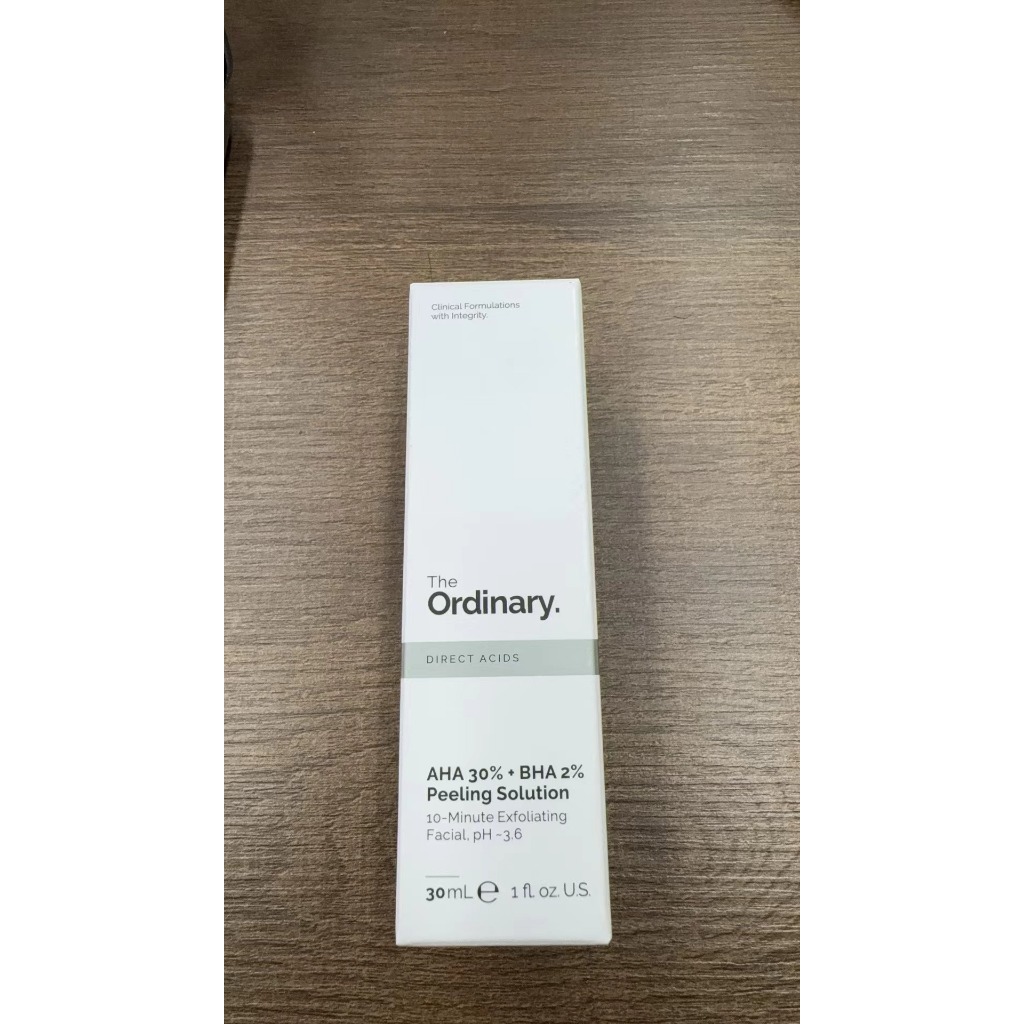 Clinical Formulations
with Integrity.
The
Ordinary.
DIRECT ACIDS
AHA 30% + BHA 2%
Peeling Solution
10-Minute Exfoliating
Facial, pH ~3.6
30mL ℮ 1 fl. oz. U.S.